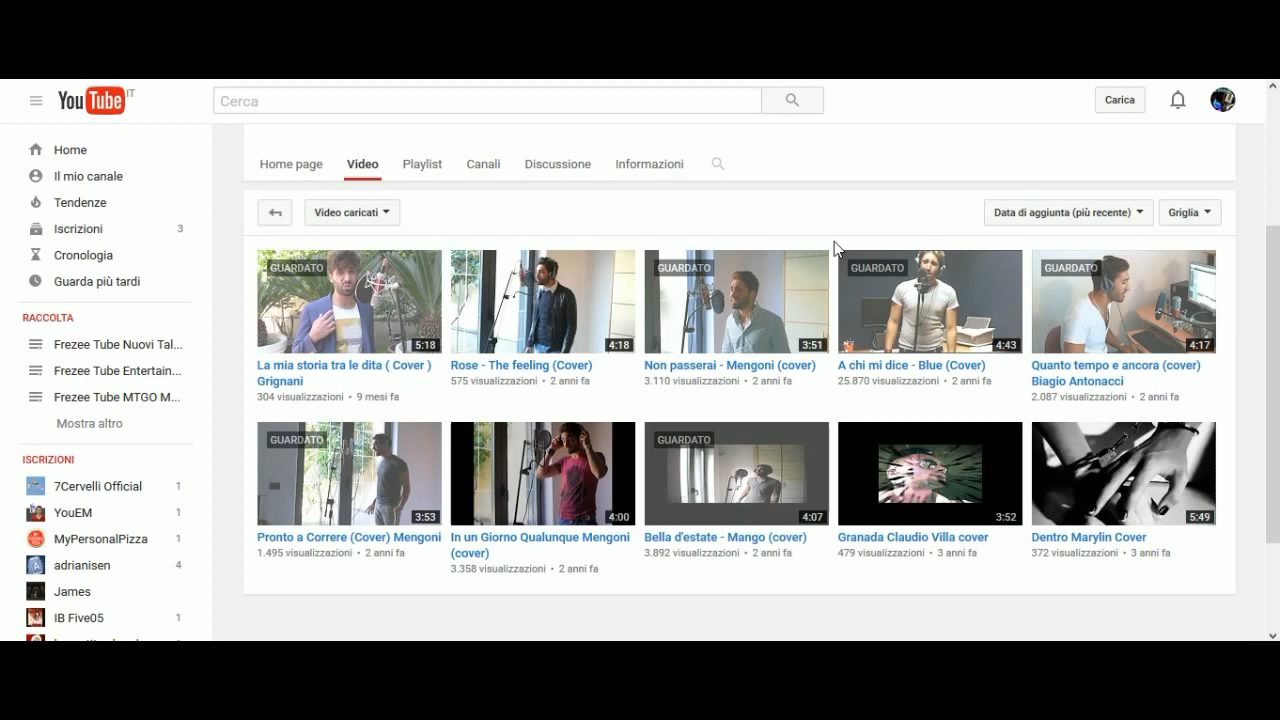 YouTube IT
Cerca
Carica
Home
Il mio canale
Tendenze
Iscrizioni 3
Cronologia
Guarda più tardi
RACCOLTA
Frezee Tube Nuovi Tal...
Frezee Tube Entertain...
Frezee Tube MTGO M...
Mostra altro
ISCRIZIONI
7Cervelli Official 1
YouEM 1
MyPersonalPizza 1
adrianisen 4
James
IB Five05 1
Home page Video Playlist Canali Discussione Informazioni
Video caricati
Data di aggiunta (più recente) Griglia
GUARDATO
5:18
La mia storia tra le dita ( Cover )
Grignani
304 visualizzazioni • 9 mesi fa
4:18
Rose - The feeling (Cover)
575 visualizzazioni • 2 anni fa
GUARDATO
3:51
Non passerai - Mengoni (cover)
3.110 visualizzazioni • 2 anni fa
GUARDATO
4:43
A chi mi dice - Blue (Cover)
25.870 visualizzazioni • 2 anni fa
GUARDATO
4:17
Quanto tempo e ancora (cover)
Biagio Antonacci
2.087 visualizzazioni • 2 anni fa
GUARDATO
3:53
Pronto a Correre (Cover) Mengoni
1.495 visualizzazioni • 2 anni fa
4:00
In un Giorno Qualunque Mengoni
(cover)
3.358 visualizzazioni • 2 anni fa
GUARDATO
4:07
Bella d'estate - Mango (cover)
3.892 visualizzazioni • 2 anni fa
3:52
Granada Claudio Villa cover
479 visualizzazioni • 3 anni fa
5:49
Dentro Marylin Cover
372 visualizzazioni • 3 anni fa